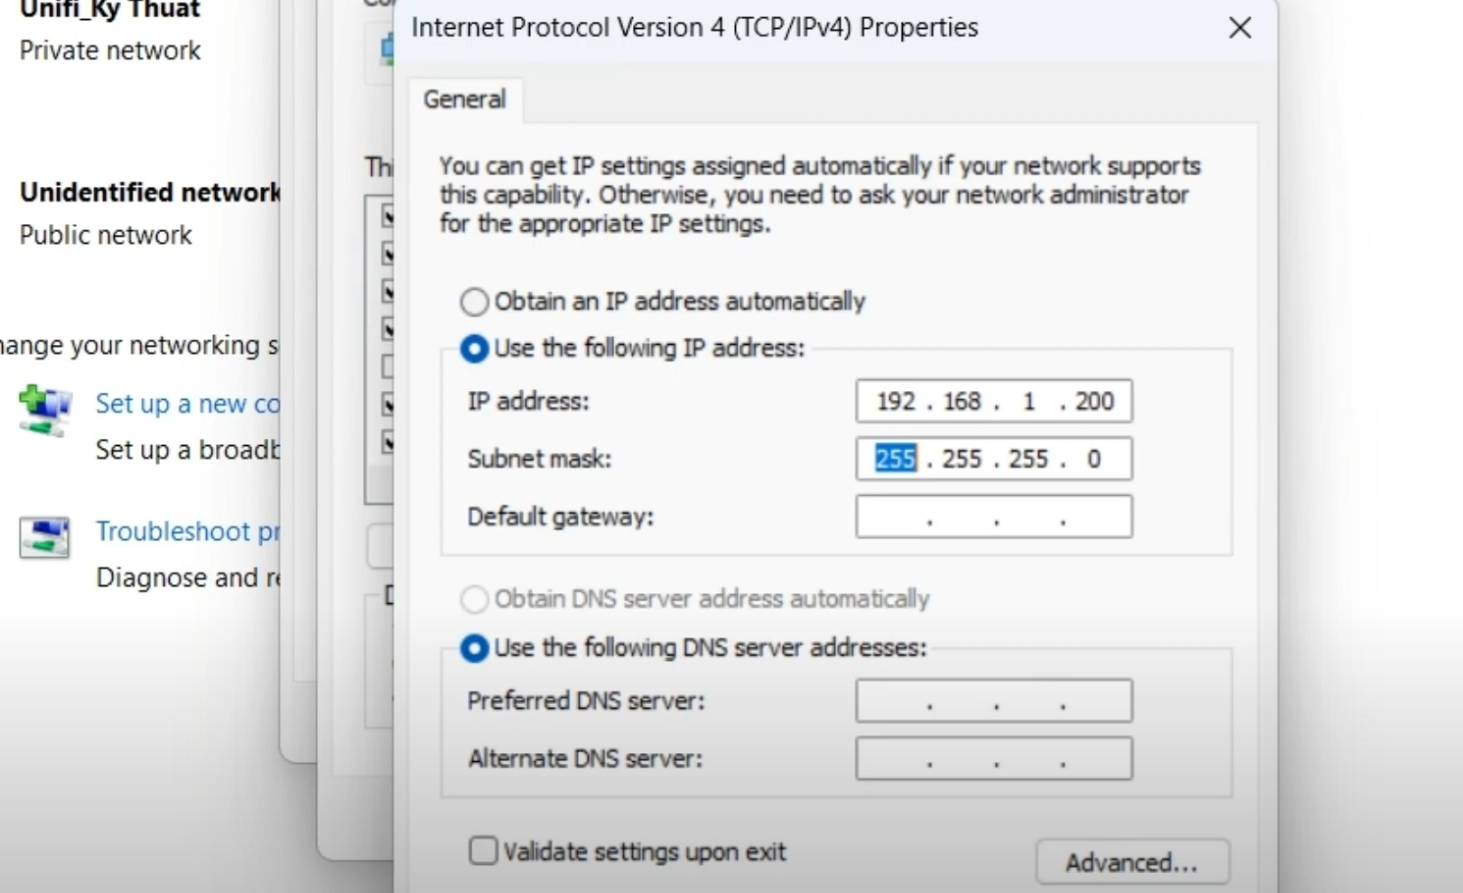 Unifi_Ky Thuat
Private network
Unidentified network
Public network
hange your networking s
Set up a new co
Set up a broadb
Troubleshoot pr
Diagnose and re
Thi
Internet Protocol Version 4 (TCP/IPv4) Properties
General
You can get IP settings assigned automatically if your network supports
this capability. Otherwise, you need to ask your network administrator
for the appropriate IP settings.
Obtain an IP address automatically
Use the following IP address:
IP address: 192 . 168 . 1 . 200
Subnet mask: 255 . 255 . 255 . 0
Default gateway: . . .
Obtain DNS server address automatically
Use the following DNS server addresses:
Preferred DNS server: . . .
Alternate DNS server: . . .
Validate settings upon exit
Advanced...